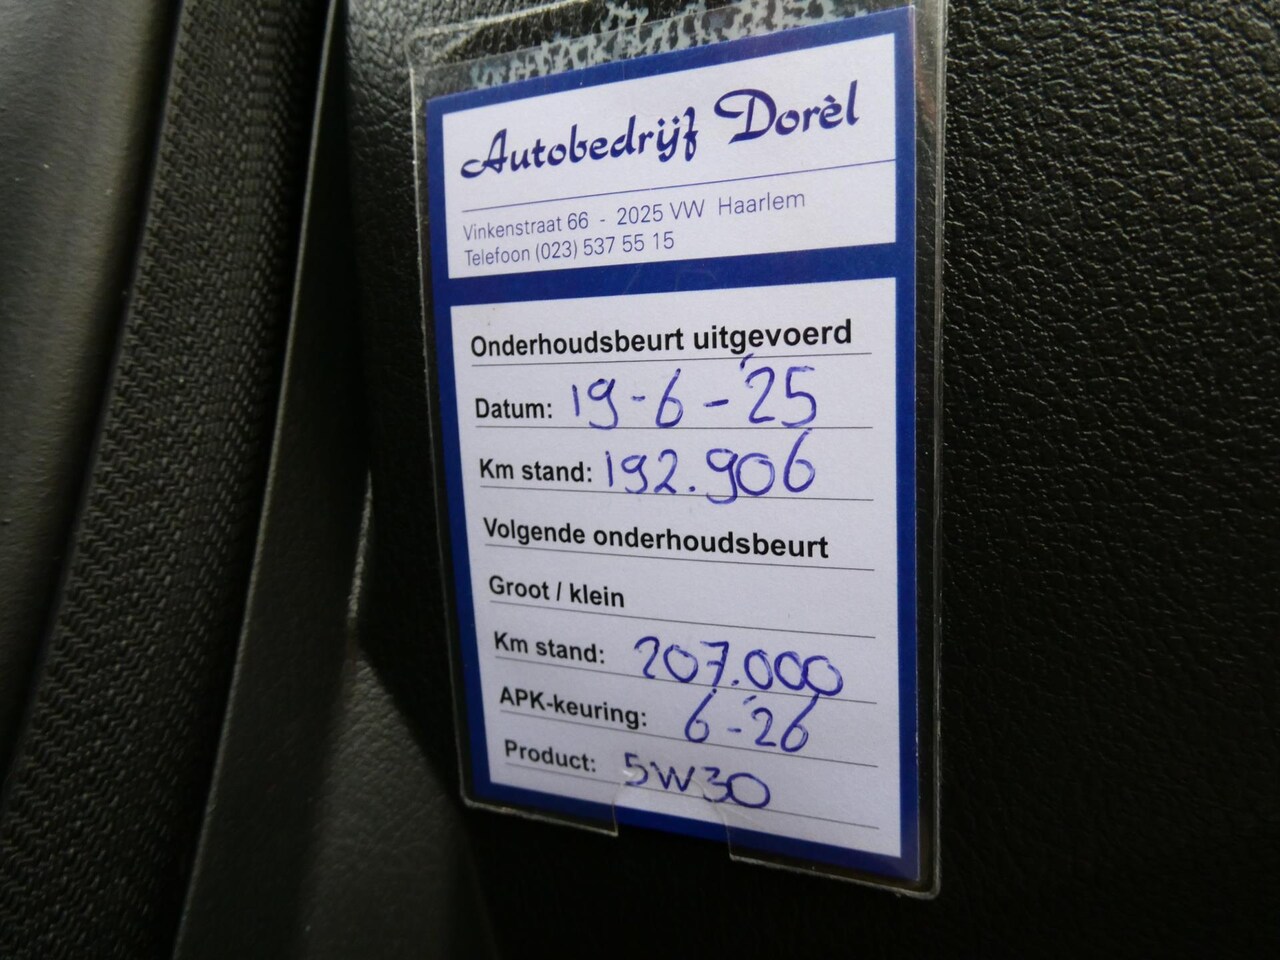 Autobedrijf Dorèl
Vinkenstraat 66 - 2025 VW Haarlem
Telefoon (023) 537 55 15
Onderhoudsbeurt uitgevoerd
Datum: 19-6-'25
Km stand: 192.906
Volgende onderhoudsbeurt
Groot / klein
Km stand: 207.000
APK-keuring: 6-'26
Product: 5W30